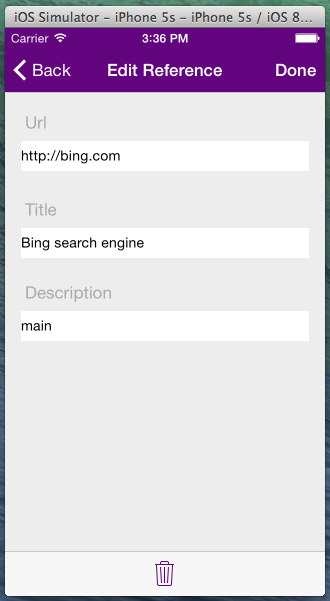 iOS Simulator – iPhone 5s – iPhone 5s / iOS 8...
Carrier 3:36 PM
Back Edit Reference Done
Url
http://bing.com
Title
Bing search engine
Description
main